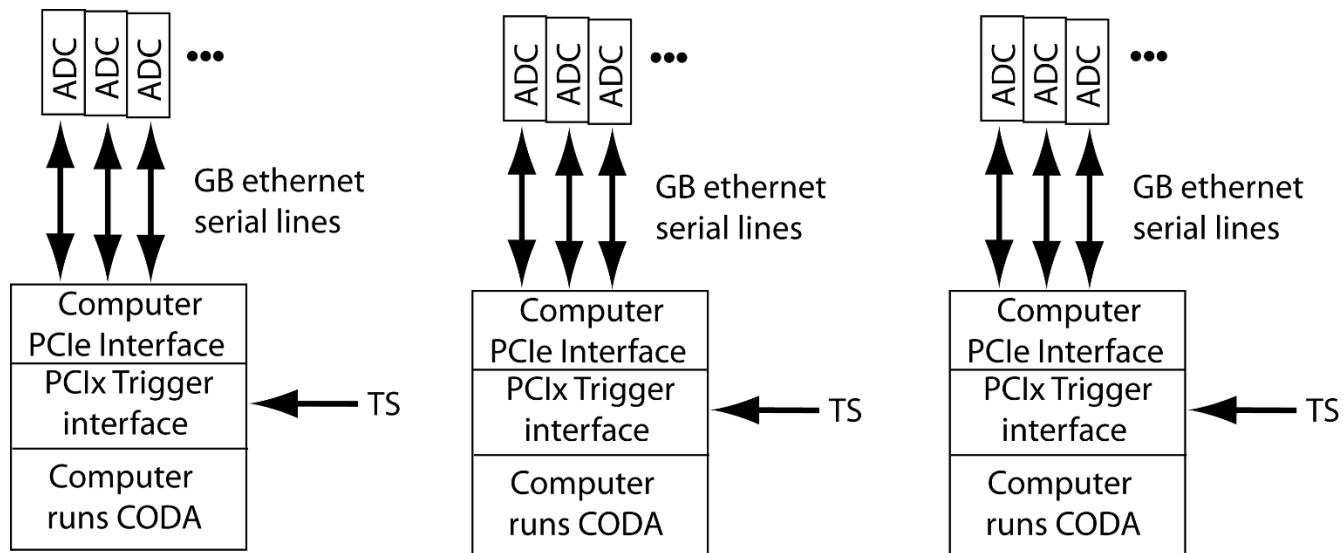 ADC
ADC
ADC
•••
GB ethernet
serial lines
Computer
PCIe Interface
PCIx Trigger
interface
TS
Computer
runs CODA
ADC
ADC
ADC
•••
GB ethernet
serial lines
Computer
PCIe Interface
PCIx Trigger
interface
TS
Computer
runs CODA
ADC
ADC
ADC
•••
GB ethernet
serial lines
Computer
PCIe Interface
PCIx Trigger
interface
TS
Computer
runs CODA